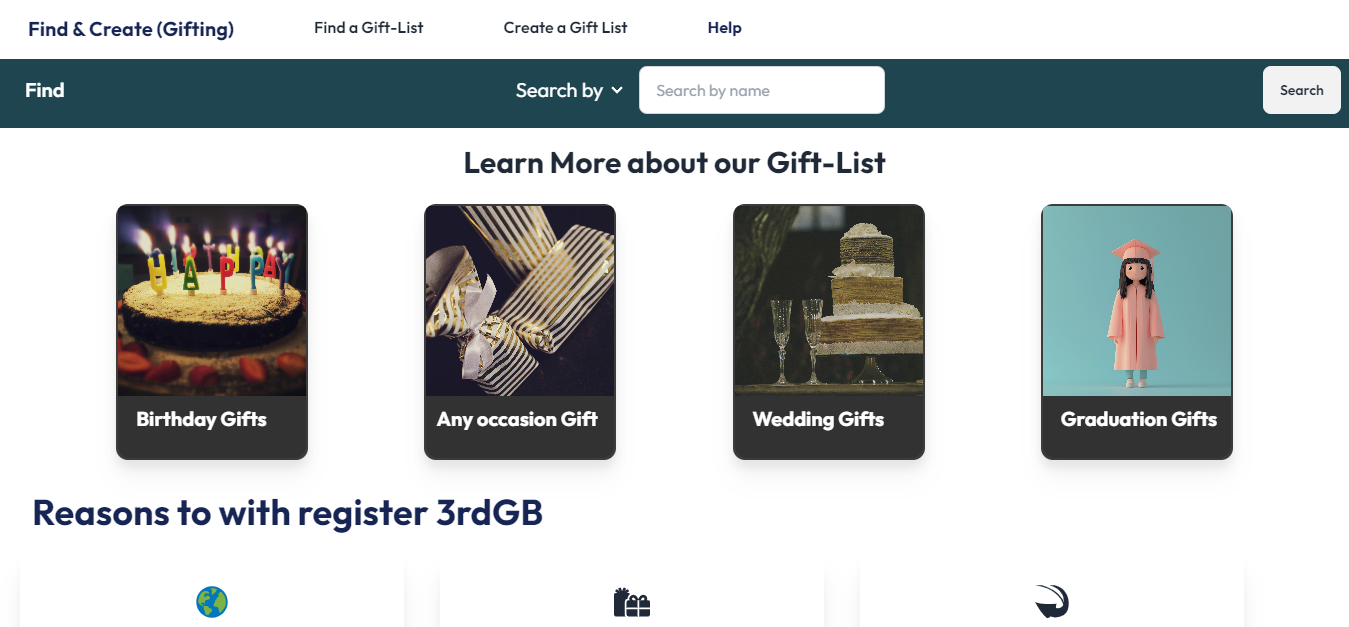 Find & Create (Gifting) Find a Gift-List Create a Gift List Help
Find Search by Search by name Search
Learn More about our Gift-List
HAPPY
Birthday Gifts Any occasion Gift Wedding Gifts Graduation Gifts
Reasons to with register 3rdGB